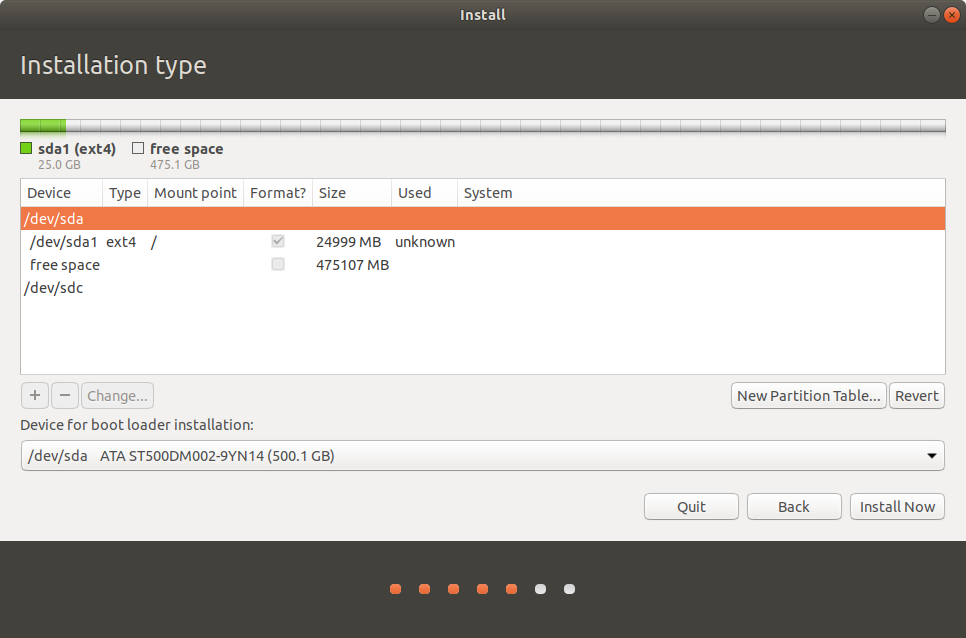 Install
Installation type
sda1 (ext4) free space
25.0 GB 475.1 GB
Device Type Mount point Format? Size Used System
/dev/sda
/dev/sda1 ext4 / 24999 MB unknown
free space 475107 MB
/dev/sdc
+ − Change... New Partition Table... Revert
Device for boot loader installation:
/dev/sda ATA ST500DM002-9YN14 (500.1 GB)
Quit Back Install Now